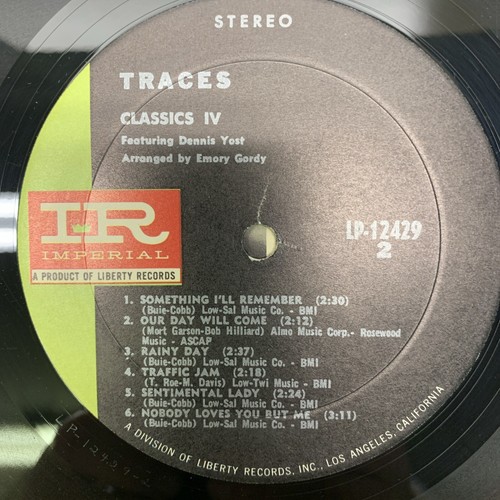 STEREO
TRACES
CLASSICS IV
Featuring Dennis Yost
Arranged by Emory Gordy
IR
IMPERIAL
A PRODUCT OF LIBERTY RECORDS
LP-12429
2
1. SOMETHING I'LL REMEMBER (2:30)
(Buie-Cobb) Low-Sal Music Co. - BMI
2. OUR DAY WILL COME (2:12)
(Mort Garson-Bob Hilliard) Almo Music Corp.- Rosewood
Music - ASCAP
3. RAINY DAY (2:37)
(Buie-Cobb) Low-Sal Music Co. - BMI
4. TRAFFIC JAM (2:18)
(T. Roe-M. Davis) Low-Twi Music - BMI
5. SENTIMENTAL LADY (2:24)
(Buie-Cobb) Low-Sal Music Co. - BMI
6. NOBODY LOVES YOU BUT ME (3:11)
(Buie-Cobb) Low-Sal Music Co. - BMI
A DIVISION OF LIBERTY RECORDS, INC., LOS ANGELES, CALIFORNIA